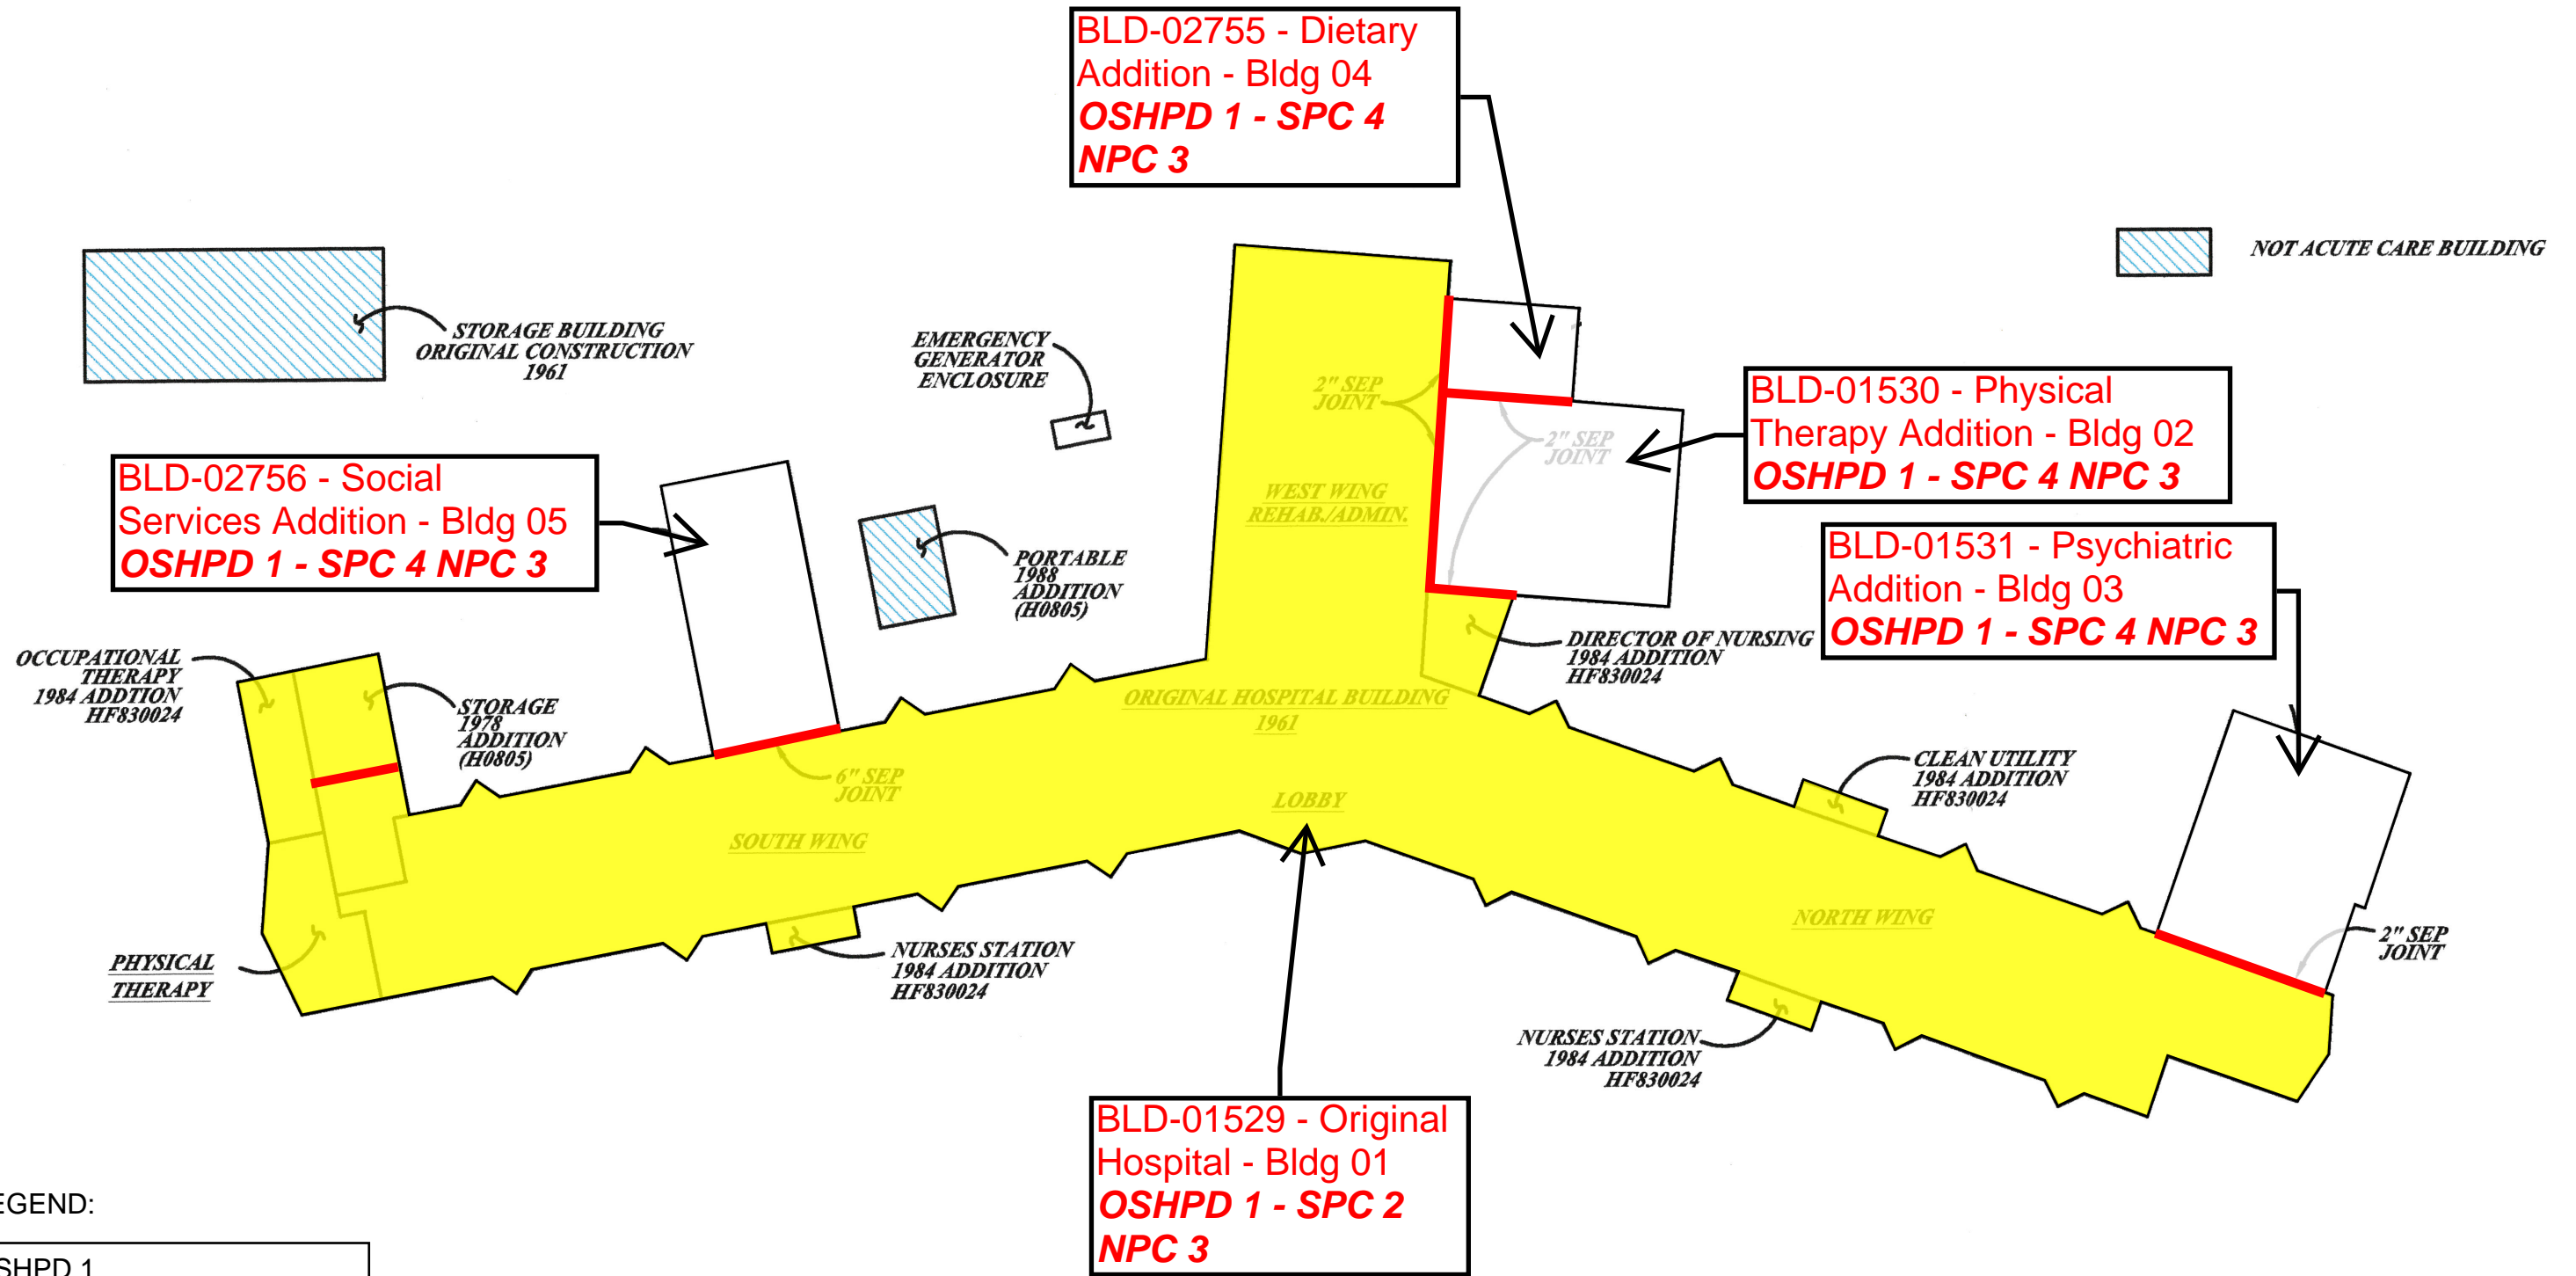 BLD-02755 - Dietary
Addition - Bldg 04
OSHPD 1 - SPC 4
NPC 3
NOT ACUTE CARE BUILDING
STORAGE BUILDING
ORIGINAL CONSTRUCTION
1961
EMERGENCY
GENERATOR
ENCLOSURE
2" SEP
JOINT
2" SEP
JOINT
BLD-01530 - Physical
Therapy Addition - Bldg 02
OSHPD 1 - SPC 4 NPC 3
BLD-02756 - Social
Services Addition - Bldg 05
OSHPD 1 - SPC 4 NPC 3
WEST WING
REHAB./ADMIN.
BLD-01531 - Psychiatric
Addition - Bldg 03
OSHPD 1 - SPC 4 NPC 3
PORTABLE
1988
ADDITION
(H0805)
DIRECTOR OF NURSING
1984 ADDITION
HF830024
OCCUPATIONAL
THERAPY
1984 ADDTION
HF830024
STORAGE
1978
ADDITION
(H0805)
ORIGINAL HOSPITAL BUILDING
1961
6" SEP
JOINT
LOBBY
CLEAN UTILITY
1984 ADDITION
HF830024
SOUTH WING
NORTH WING
2" SEP
JOINT
PHYSICAL
THERAPY
NURSES STATION
1984 ADDITION
HF830024
NURSES STATION
1984 ADDITION
HF830024
BLD-01529 - Original
Hospital - Bldg 01
OSHPD 1 - SPC 2
NPC 3
EGEND:
SHPD 1